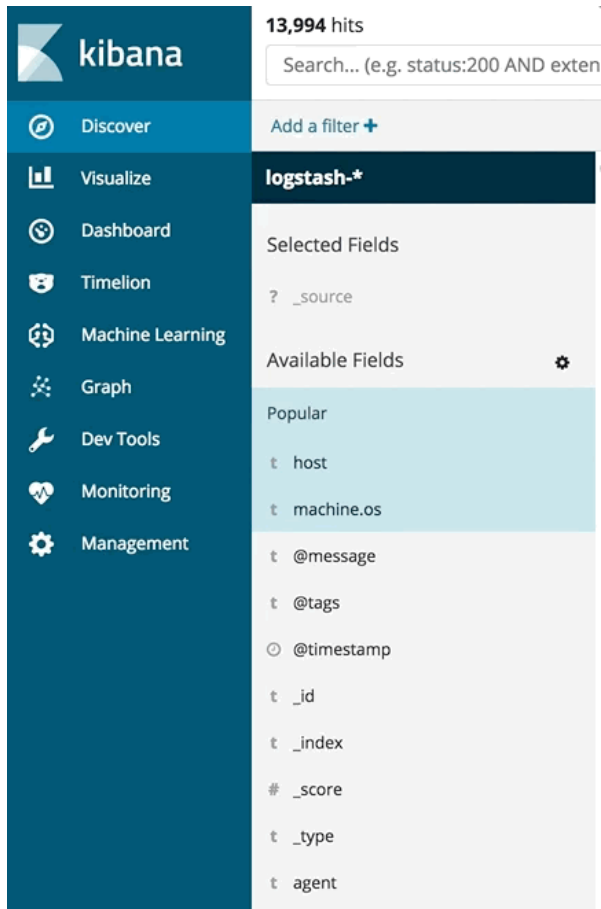 kibana
Discover
Visualize
Dashboard
Timelion
Machine Learning
Graph
Dev Tools
Monitoring
Management
13,994 hits
Search... (e.g. status:200 AND exten
Add a filter +
logstash-*
Selected Fields
? _source
Available Fields
Popular
t host
t machine.os
t @message
t @tags
@timestamp
t _id
t _index
# _score
t _type
t agent